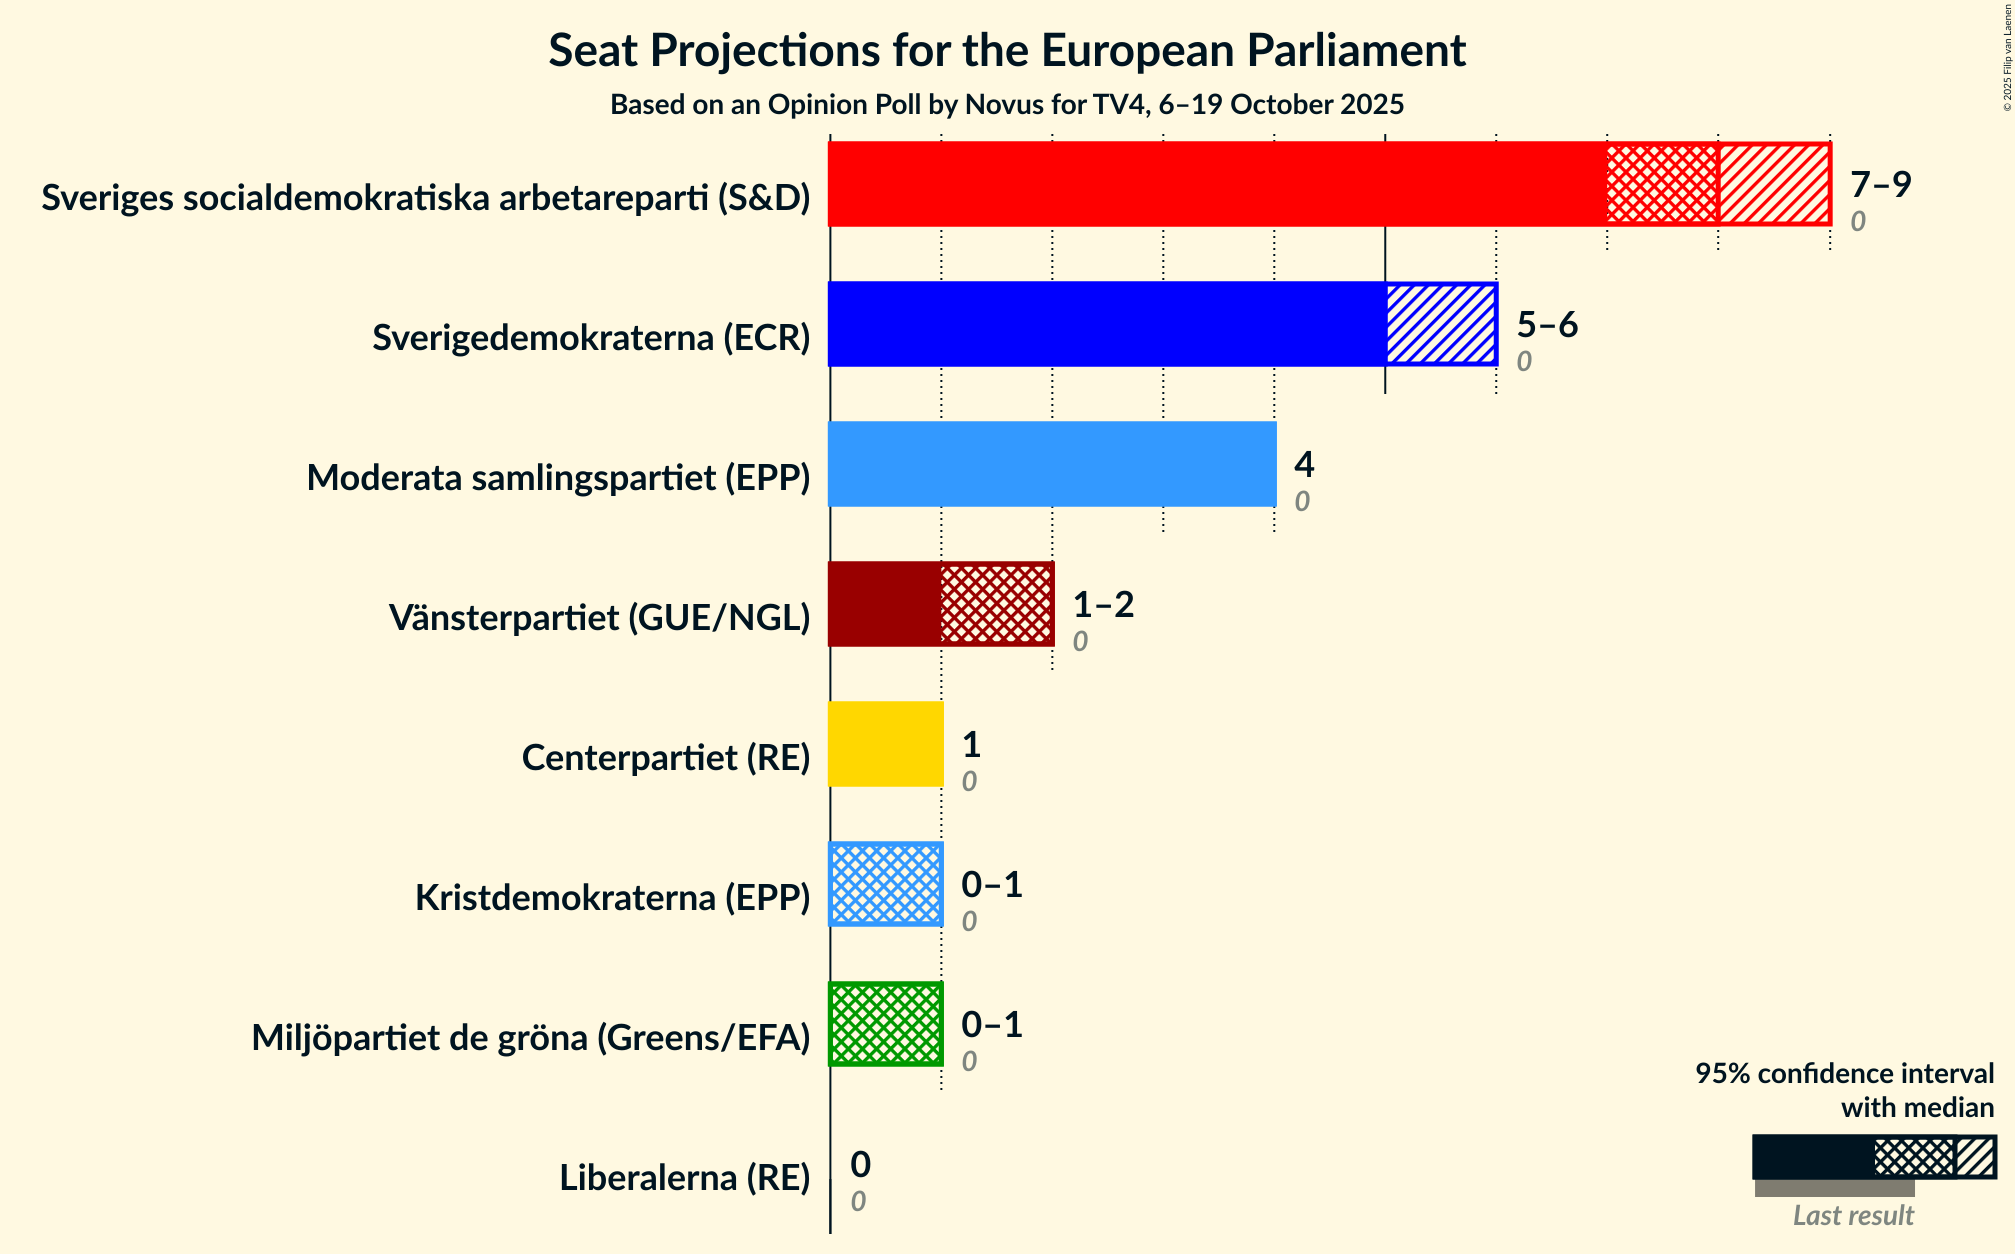 Seat Projections for the European Parliament
Based on an Opinion Poll by Novus for TV4, 6–19 October 2025
© 2025 Filip van Laenen
Sveriges socialdemokratiska arbetareparti (S&D)
7–9
0
Sverigedemokraterna (ECR)
5–6
0
Moderata samlingspartiet (EPP)
4
0
Vänsterpartiet (GUE/NGL)
1–2
0
Centerpartiet (RE)
1
0
Kristdemokraterna (EPP)
0–1
0
Miljöpartiet de gröna (Greens/EFA)
0–1
0
Liberalerna (RE)
0
0
95% confidence interval
with median
Last result